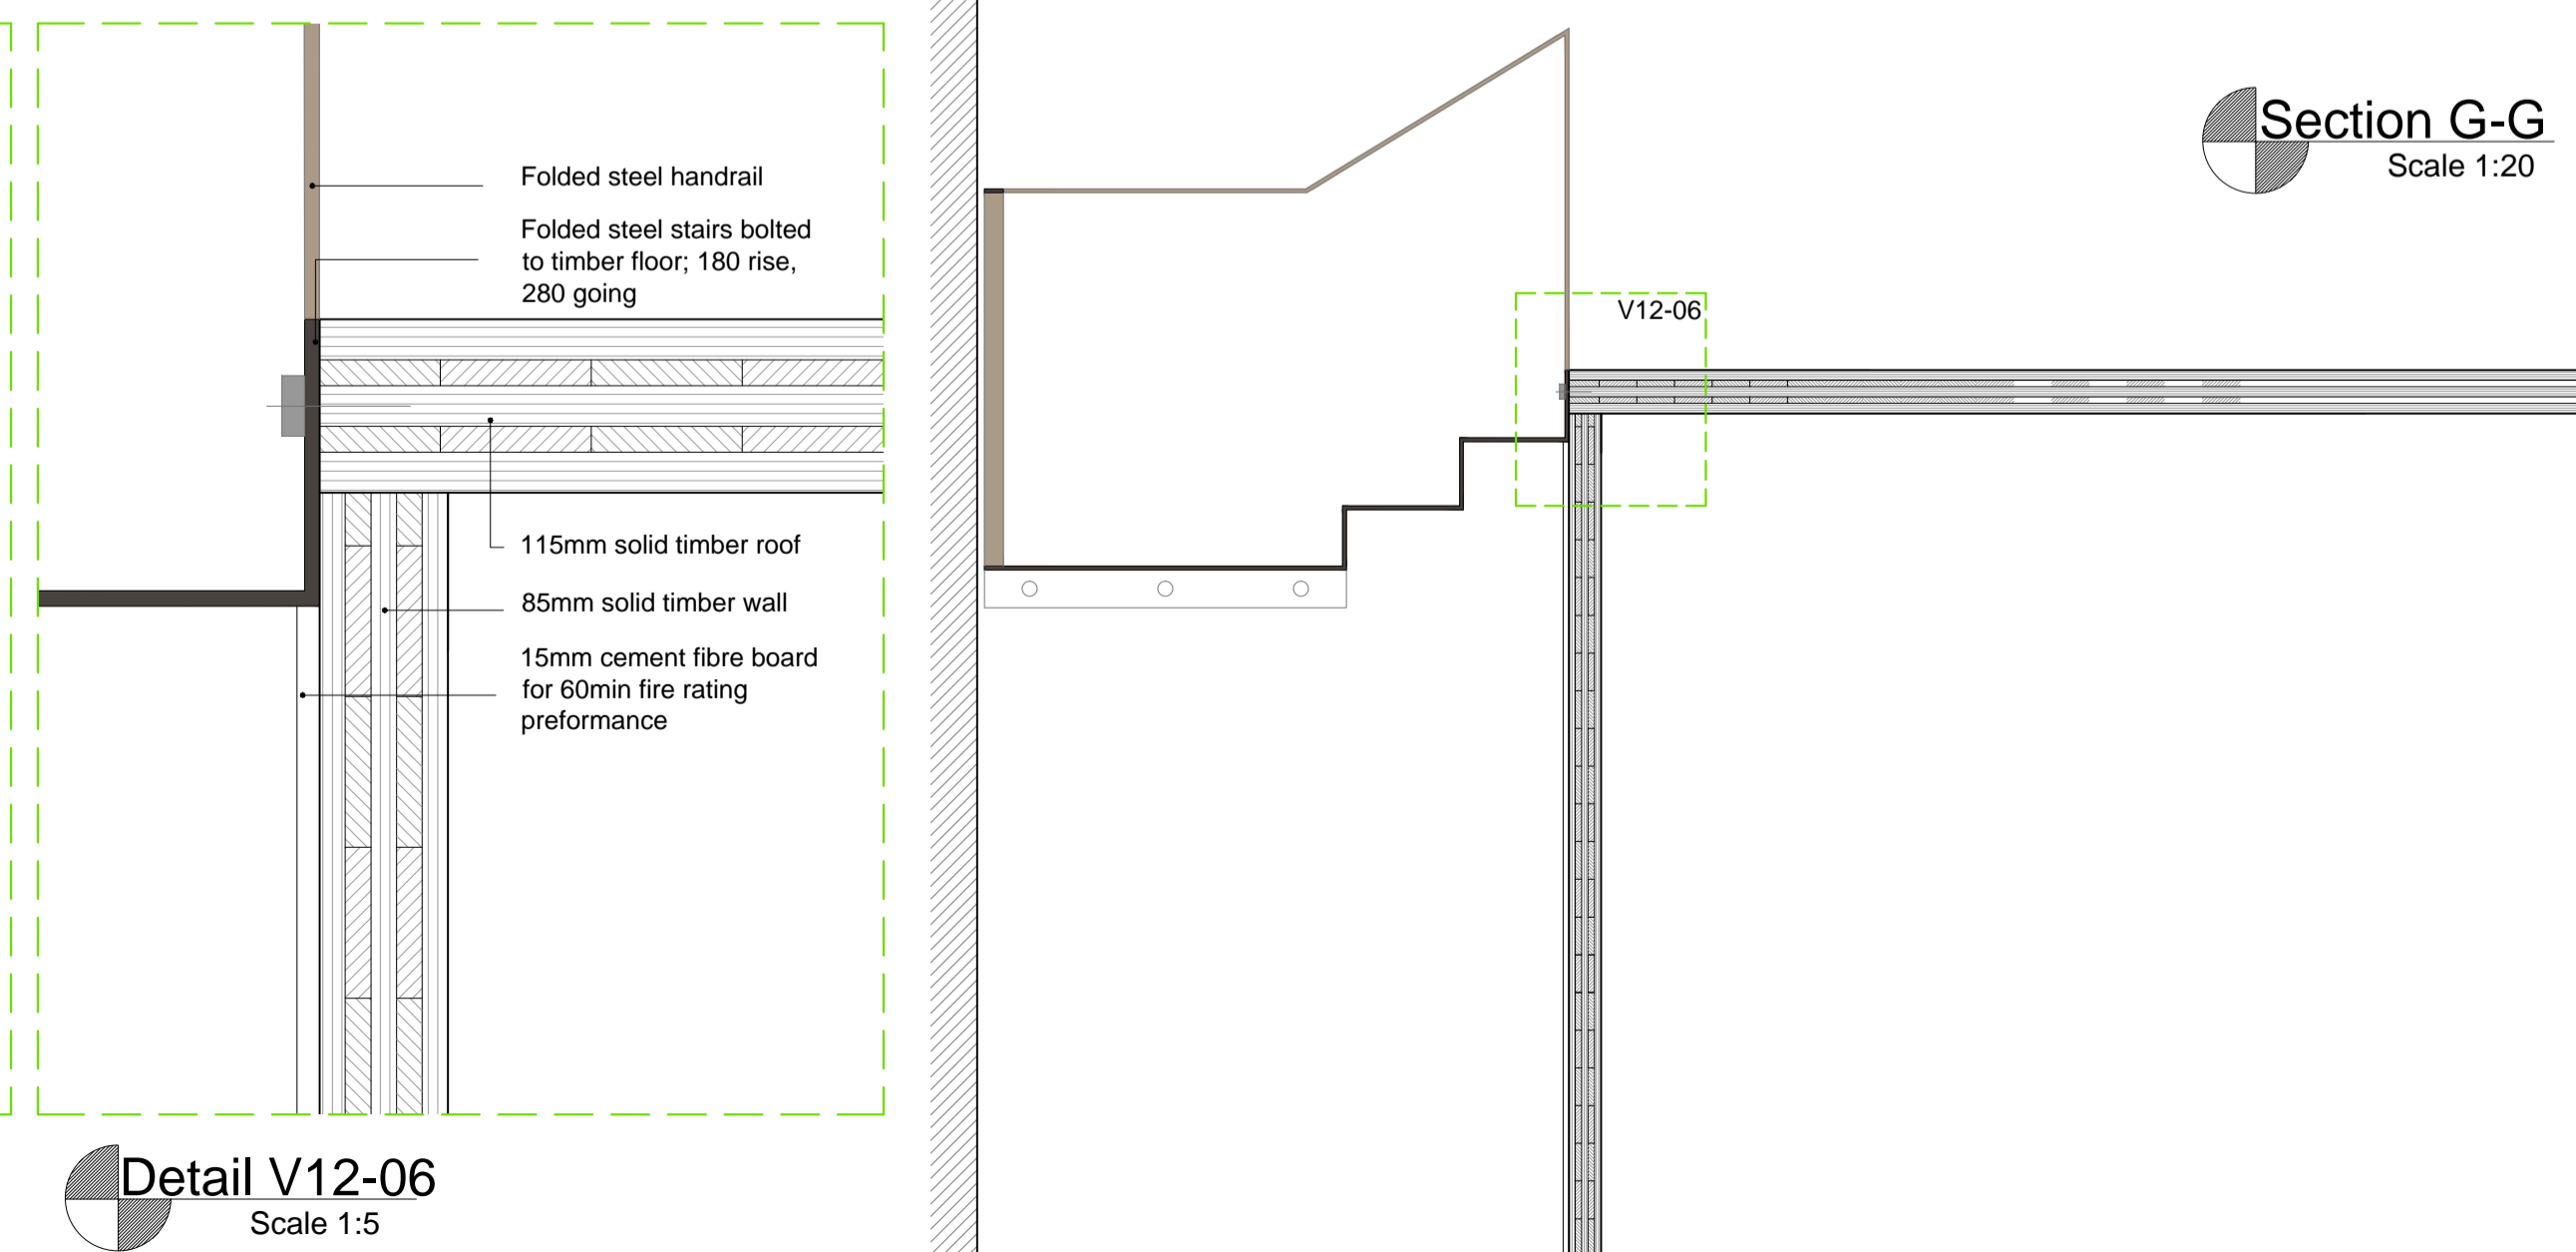 Folded steel handrail
Folded steel stairs bolted
to timber floor; 180 rise,
280 going
115mm solid timber roof
85mm solid timber wall
15mm cement fibre board
for 60min fire rating
preformance
Detail V12-06
Scale 1:5
V12-06
Section G-G
Scale 1:20